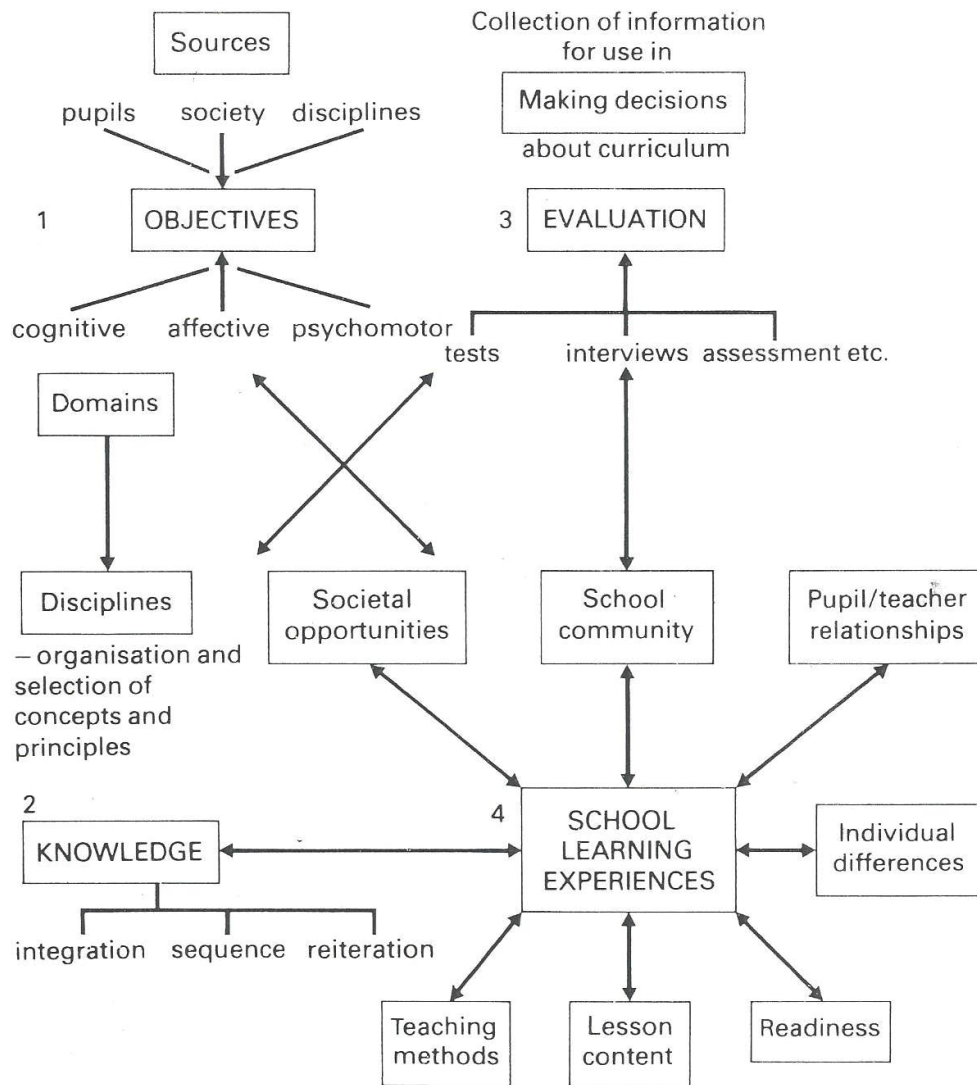 Sources
pupils society disciplines
1 OBJECTIVES
cognitive affective psychomotor
Domains
Collection of information
for use in
Making decisions
about curriculum
3 EVALUATION
tests interviews assessment etc.
Disciplines
– organisation and
selection of
concepts and
principles
Societal
opportunities
School
community
Pupil/teacher
relationships
2
KNOWLEDGE
integration sequence reiteration
4 SCHOOL
LEARNING
EXPERIENCES
Individual
differences
Teaching
methods
Lesson
content
Readiness